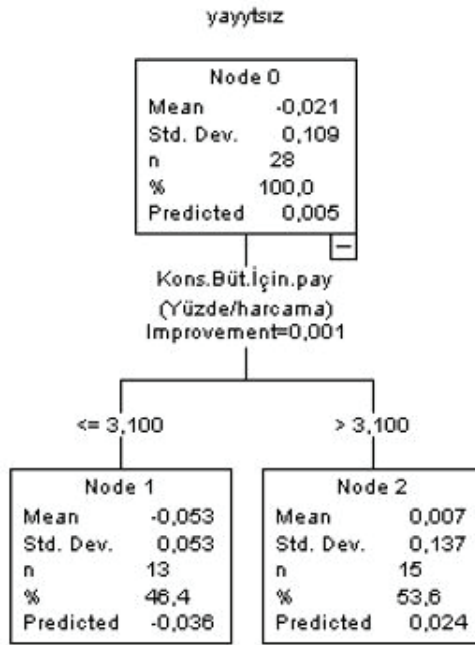 yayytsız
Node 0
Mean -0,021
Std. Dev. 0,109
n 28
% 100,0
Predicted 0,005
Kons.Büt.İçin.pay
(Yüzde/harcama)
Improvement=0,001
<= 3,100
> 3,100
Node 1
Mean -0,053
Std. Dev. 0,053
n 13
% 46,4
Predicted -0,036
Node 2
Mean 0,007
Std. Dev. 0,137
n 15
% 53,6
Predicted 0,024